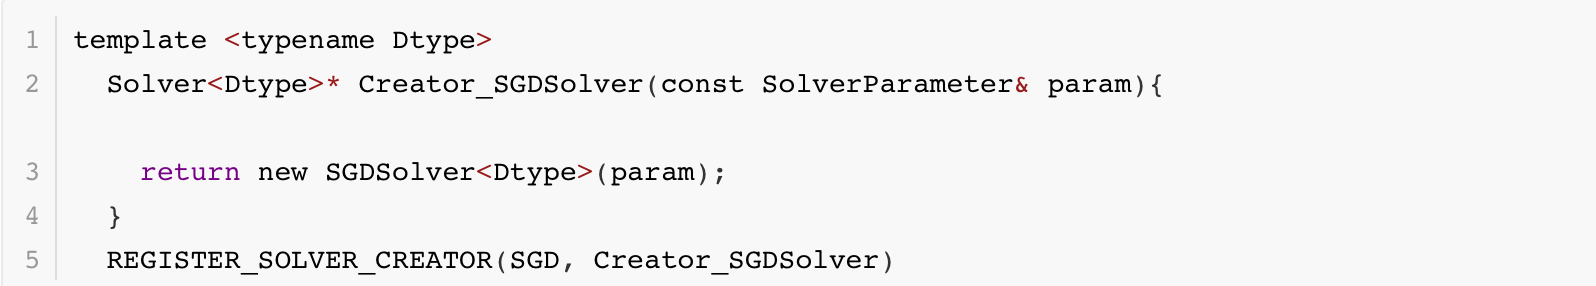 1 template <typename Dtype>
2 Solver<Dtype>* Creator_SGDSolver(const SolverParameter& param){
3 return new SGDSolver<Dtype>(param);
4 }
5 REGISTER_SOLVER_CREATOR(SGD, Creator_SGDSolver)